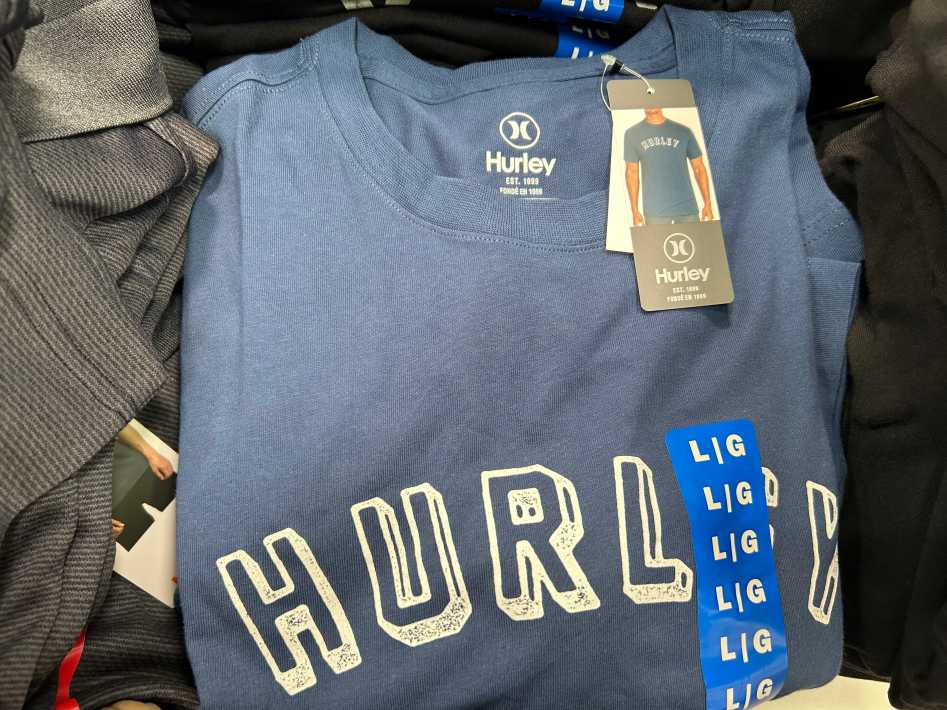 L|G
L|G
Hurley
EST. 1999
FONDÉ EN 1999
HURLEY
Hurley
EST. 1999
FONDÉ EN 1999
HURL
L|G
L|G
L|G
L|G
L|G
L|G